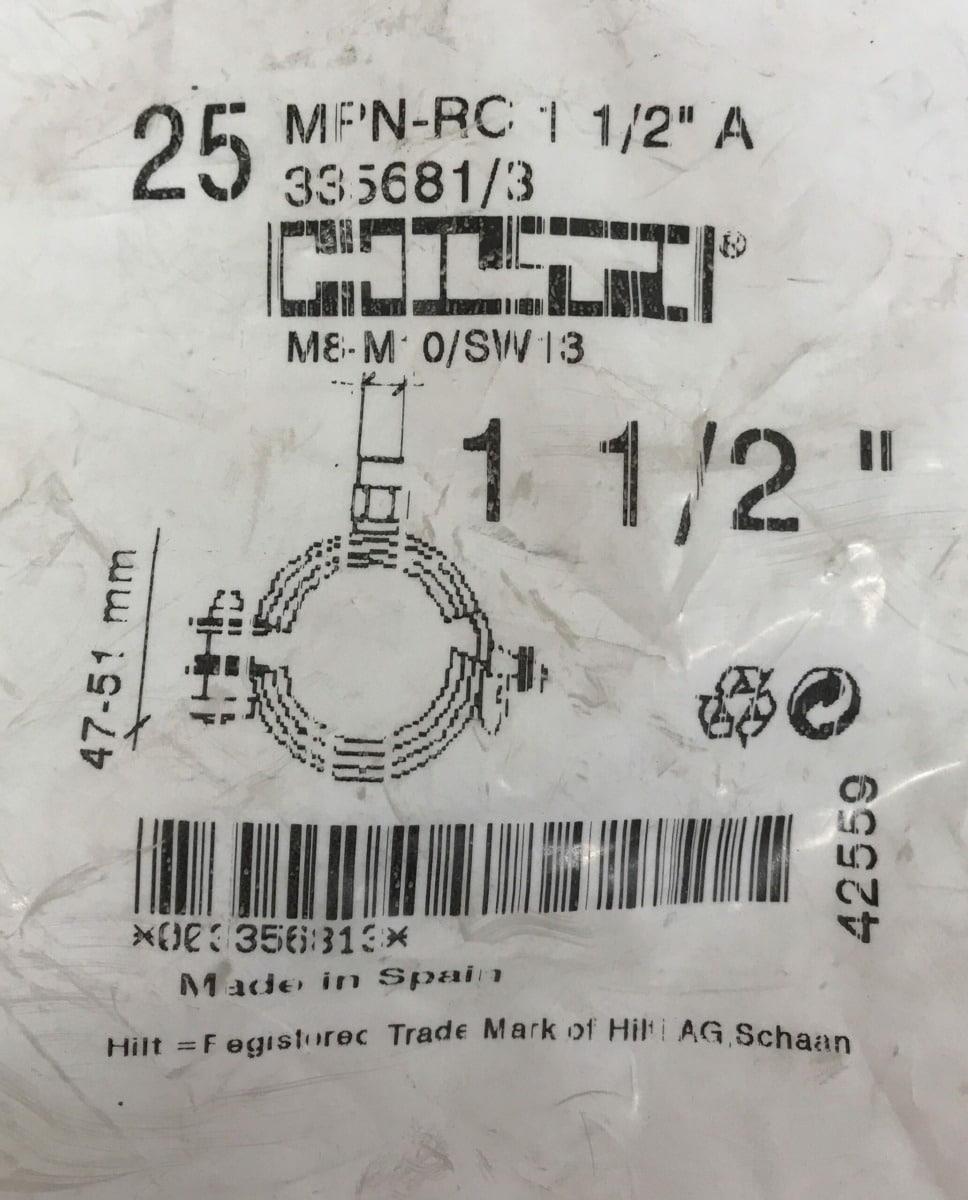 25 MPN-RC 1 1/2" A
335681/3
HILTI®
M8-M10/SW13
1 1/2"
47-51 mm
42559
*003356813*
Made in Spain
Hilti = Registered Trade Mark of Hilti AG, Schaan